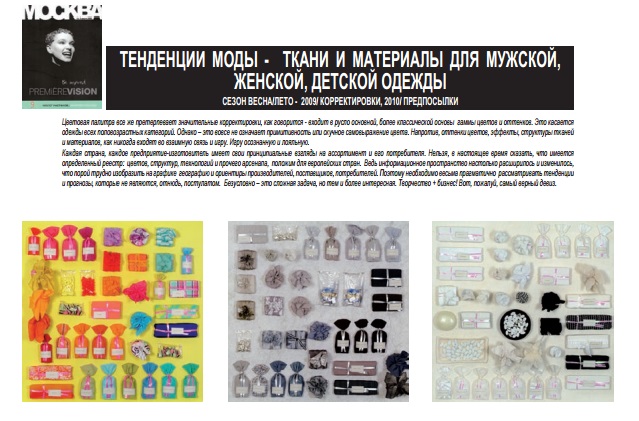 МОСКВА
Be inspired
PREMIÈREVISION
ТЕНДЕНЦИИ МОДЫ - ТКАНИ И МАТЕРИАЛЫ ДЛЯ МУЖСКОЙ,
ЖЕНСКОЙ, ДЕТСКОЙ ОДЕЖДЫ
СЕЗОН ВЕСНА/ЛЕТО - 2009/ КОРРЕКТИРОВКИ, 2010/ ПРЕДПОСЫЛКИ
Цветовая палитра все же претерпевает значительные корректировки, как говорится - входит в русло основной, более классической основы гаммы цветов и оттенков. Это касается
одежды всех половозрастных категорий. Однако – это вовсе не означает примитивность или скучное самовыражение цвета. Напротив, оттенки цветов, эффекты, структуры тканей
и материалов, как никогда входят во взаимную связь и игру. Игру осознанную и лояльную.
Каждая страна, каждое предприятие-изготовитель имеет свои принципиальные взгляды на ассортимент и его потребителя. Нельзя, в настоящее время сказать, что имеется
определенный реестр: цветов, структур, технологий и прочего арсенала, положим для европейских стран. Ведь информационное пространство настолько расширилось и изменилось,
что порой трудно изобразить на графике географию и ориентиры производителей, поставщиков, потребителей. Поэтому необходимо весьма прагматично рассматривать тенденции
и прогнозы, которые не являются, отнюдь, постулатом. Безусловно – это сложная задача, но тем и более интересная. Творчество + бизнес! Вот, пожалуй, самый верный девиз.